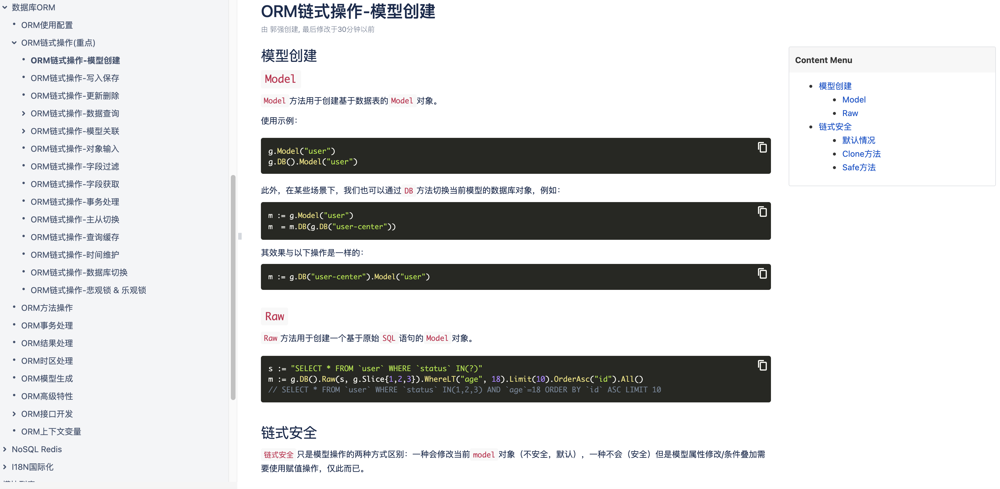 数据库ORM
ORM使用配置
ORM链式操作(重点)
ORM链式操作-模型创建
ORM链式操作-写入保存
ORM链式操作-更新删除
ORM链式操作-数据查询
ORM链式操作-模型关联
ORM链式操作-对象输入
ORM链式操作-字段过滤
ORM链式操作-字段获取
ORM链式操作-事务处理
ORM链式操作-主从切换
ORM链式操作-查询缓存
ORM链式操作-时间维护
ORM链式操作-数据库切换
ORM链式操作-悲观锁 & 乐观锁
ORM方法操作
ORM事务处理
ORM结果处理
ORM时区处理
ORM模型生成
ORM高级特性
ORM接口开发
ORM上下文变量
NoSQL Redis
I18N国际化
ORM链式操作-模型创建
由 郭强创建, 最后修改于30分钟以前
模型创建
Model
Model 方法用于创建基于数据表的 Model 对象。
使用示例：
g.Model("user")
g.DB().Model("user")
此外，在某些场景下，我们也可以通过 DB 方法切换当前模型的数据库对象，例如：
m := g.Model("user")
m  = m.DB(g.DB("user-center"))
其效果与以下操作是一样的：
m := g.DB("user-center").Model("user")
Raw
Raw 方法用于创建一个基于原始 SQL 语句的 Model 对象。
s := "SELECT * FROM `user` WHERE `status` IN(?)"
m := g.DB().Raw(s, g.Slice{1,2,3}).WhereLT("age", 18).Limit(10).OrderAsc("id").All()
// SELECT * FROM `user` WHERE `status` IN(1,2,3) AND `age`=18 ORDER BY `id` ASC LIMIT 10
链式安全
链式安全 只是模型操作的两种方式区别：一种会修改当前 model 对象（不安全，默认），一种不会（安全）但是模型属性修改/条件叠加需
要使用赋值操作，仅此而已。
Content Menu
模型创建
Model
Raw
链式安全
默认情况
Clone方法
Safe方法